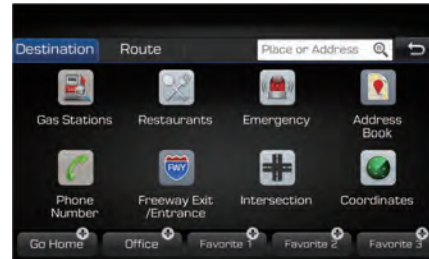 Destination Route Place or Address
Gas Stations Restaurants Emergency Address
Book
FWY
Phone
Number Freeway Exit
/Entrance Intersection Coordinates
Go Home Office Favorite 1 Favorite 2 Favorite 3